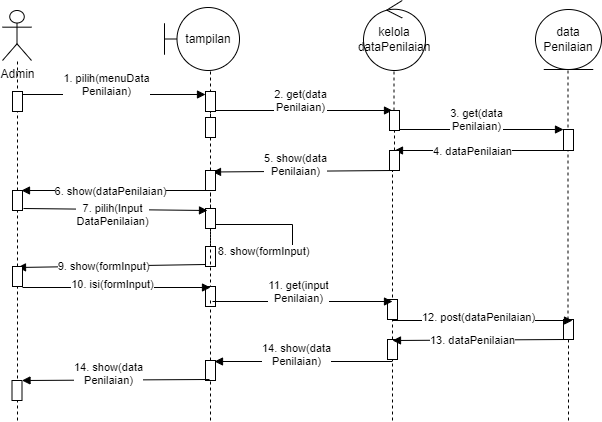 Admin
tampilan
kelola
dataPenilaian
data
Penilaian
1. pilih(menuData
Penilaian)
2. get(data
Penilaian)
3. get(data
Penilaian)
4. dataPenilaian
5. show(data
Penilaian)
6. show(dataPenilaian)
7. pilih(Input
DataPenilaian)
8. show(formInput)
9. show(formInput)
10. isi(formInput)
11. get(input
Penilaian)
12. post(dataPenilaian)
13. dataPenilaian
14. show(data
Penilaian)
14. show(data
Penilaian)